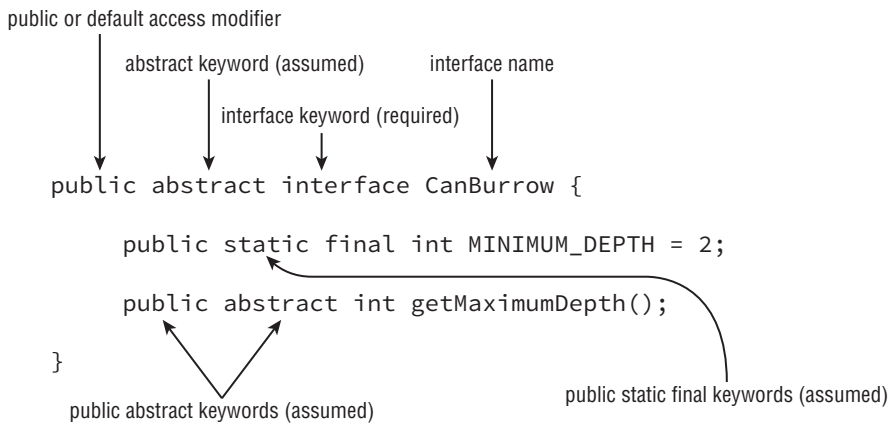 public or default access modifier
abstract keyword (assumed)
interface name
interface keyword (required)
public abstract interface CanBurrow {
public static final int MINIMUM_DEPTH = 2;
public abstract int getMaximumDepth();
}
public static final keywords (assumed)
public abstract keywords (assumed)